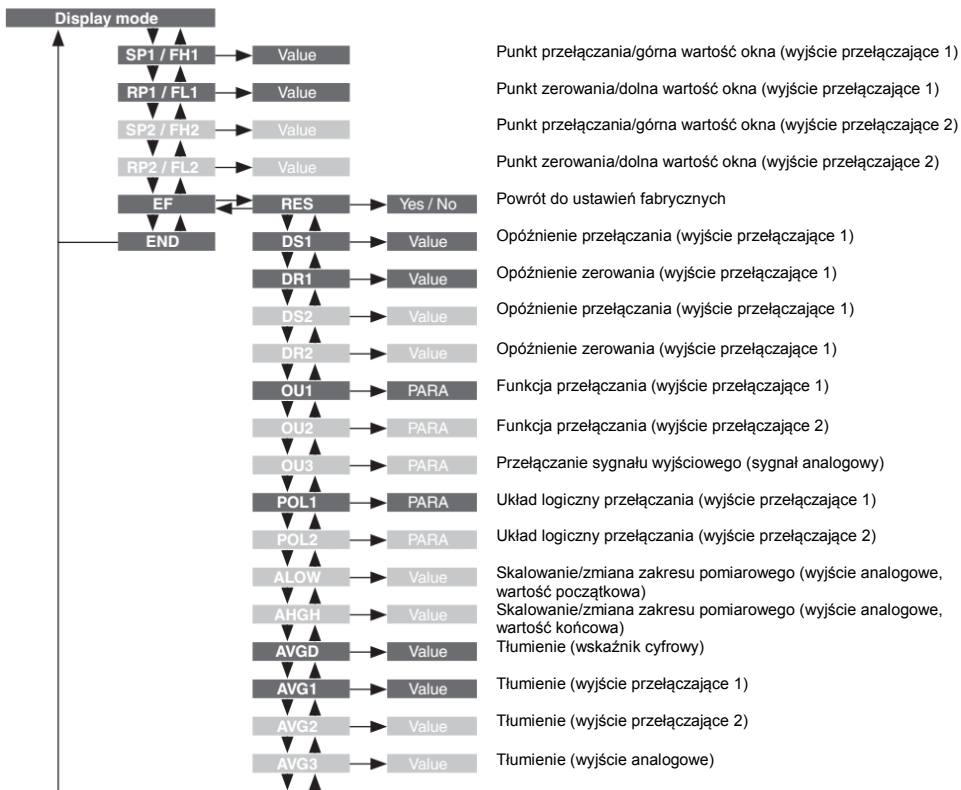 Display mode
SP1 / FH1 Value Punkt przełączania/górna wartość okna (wyjście przełączające 1)
RP1 / FL1 Value Punkt zerowania/dolna wartość okna (wyjście przełączające 1)
SP2 / FH2 Value Punkt przełączania/górna wartość okna (wyjście przełączające 2)
RP2 / FL2 Value Punkt zerowania/dolna wartość okna (wyjście przełączające 2)
EF RES Yes / No Powrót do ustawień fabrycznych
END DS1 Value Opóźnienie przełączania (wyjście przełączające 1)
DR1 Value Opóźnienie zerowania (wyjście przełączające 1)
DS2 Value Opóźnienie przełączania (wyjście przełączające 1)
DR2 Value Opóźnienie zerowania (wyjście przełączające 1)
OU1 PARA Funkcja przełączania (wyjście przełączające 1)
OU2 PARA Funkcja przełączania (wyjście przełączające 2)
OU3 PARA Przełączanie sygnału wyjściowego (sygnał analogowy)
POL1 PARA Układ logiczny przełączania (wyjście przełączające 1)
POL2 PARA Układ logiczny przełączania (wyjście przełączające 2)
ALOW Value Skalowanie/zmiana zakresu pomiarowego (wyjście analogowe,
wartość początkowa)
AHGH Value Skalowanie/zmiana zakresu pomiarowego (wyjście analogowe,
wartość końcowa)
AVGD Value Tłumienie (wskaźnik cyfrowy)
AVG1 Value Tłumienie (wyjście przełączające 1)
AVG2 Value Tłumienie (wyjście przełączające 2)
AVG3 Value Tłumienie (wyjście analogowe)